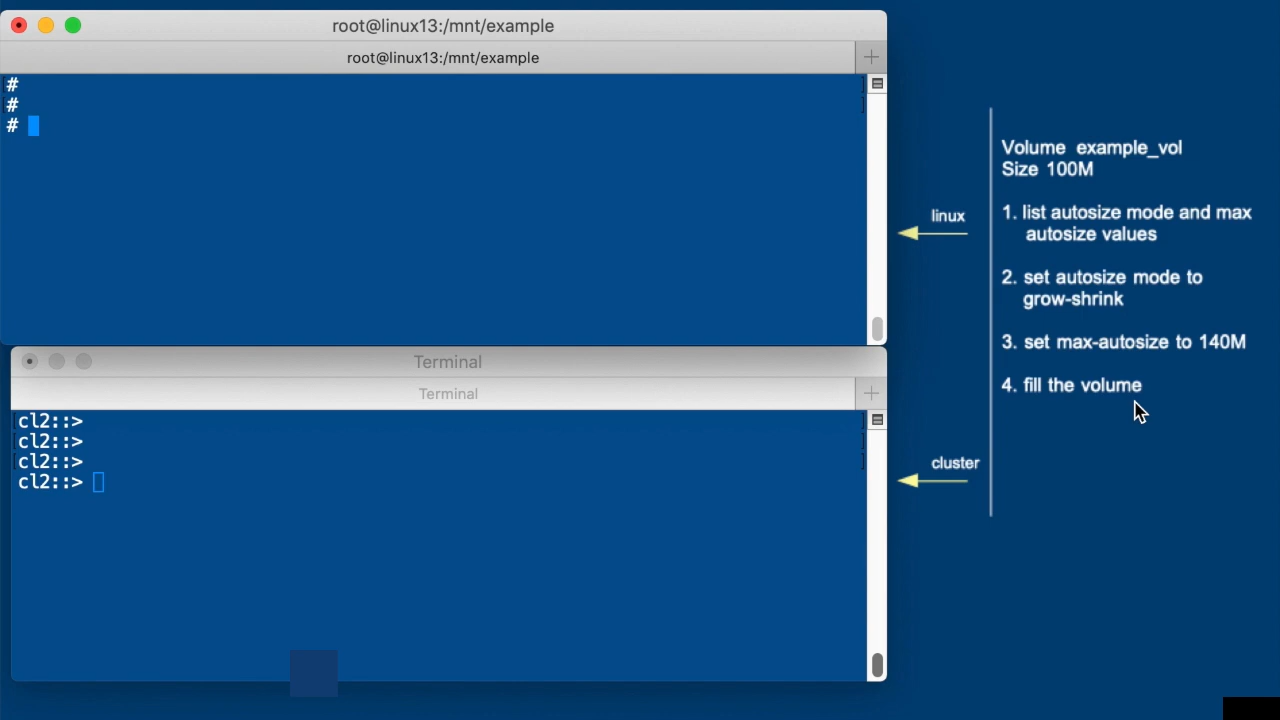 root@linux13:/mnt/example
root@linux13:/mnt/example
#
#
#
Terminal
Terminal
cl2::>
cl2::>
cl2::>
cl2::>
linux
cluster
Volume example_vol
Size 100M
1. list autosize mode and max
autosize values
2. set autosize mode to
grow-shrink
3. set max-autosize to 140M
4. fill the volume